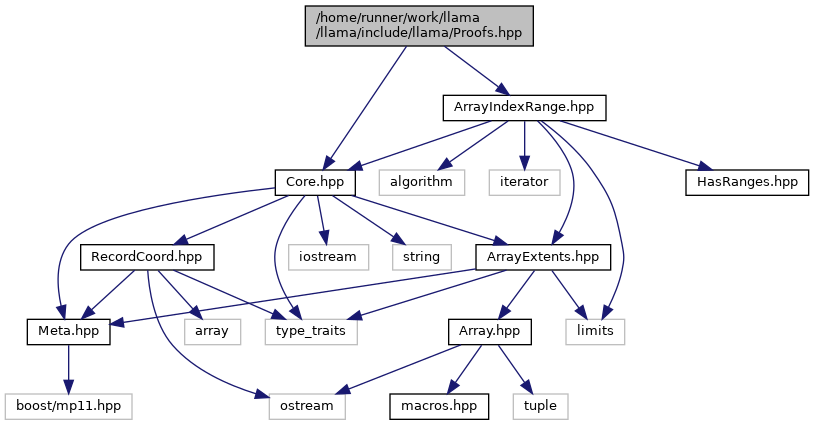 /home/runner/work/llama
/llama/include/llama/Proofs.hpp
ArrayIndexRange.hpp
Core.hpp
algorithm
iterator
HasRanges.hpp
RecordCoord.hpp
iostream
string
ArrayExtents.hpp
Meta.hpp
array
type_traits
Array.hpp
limits
boost/mp11.hpp
ostream
macros.hpp
tuple